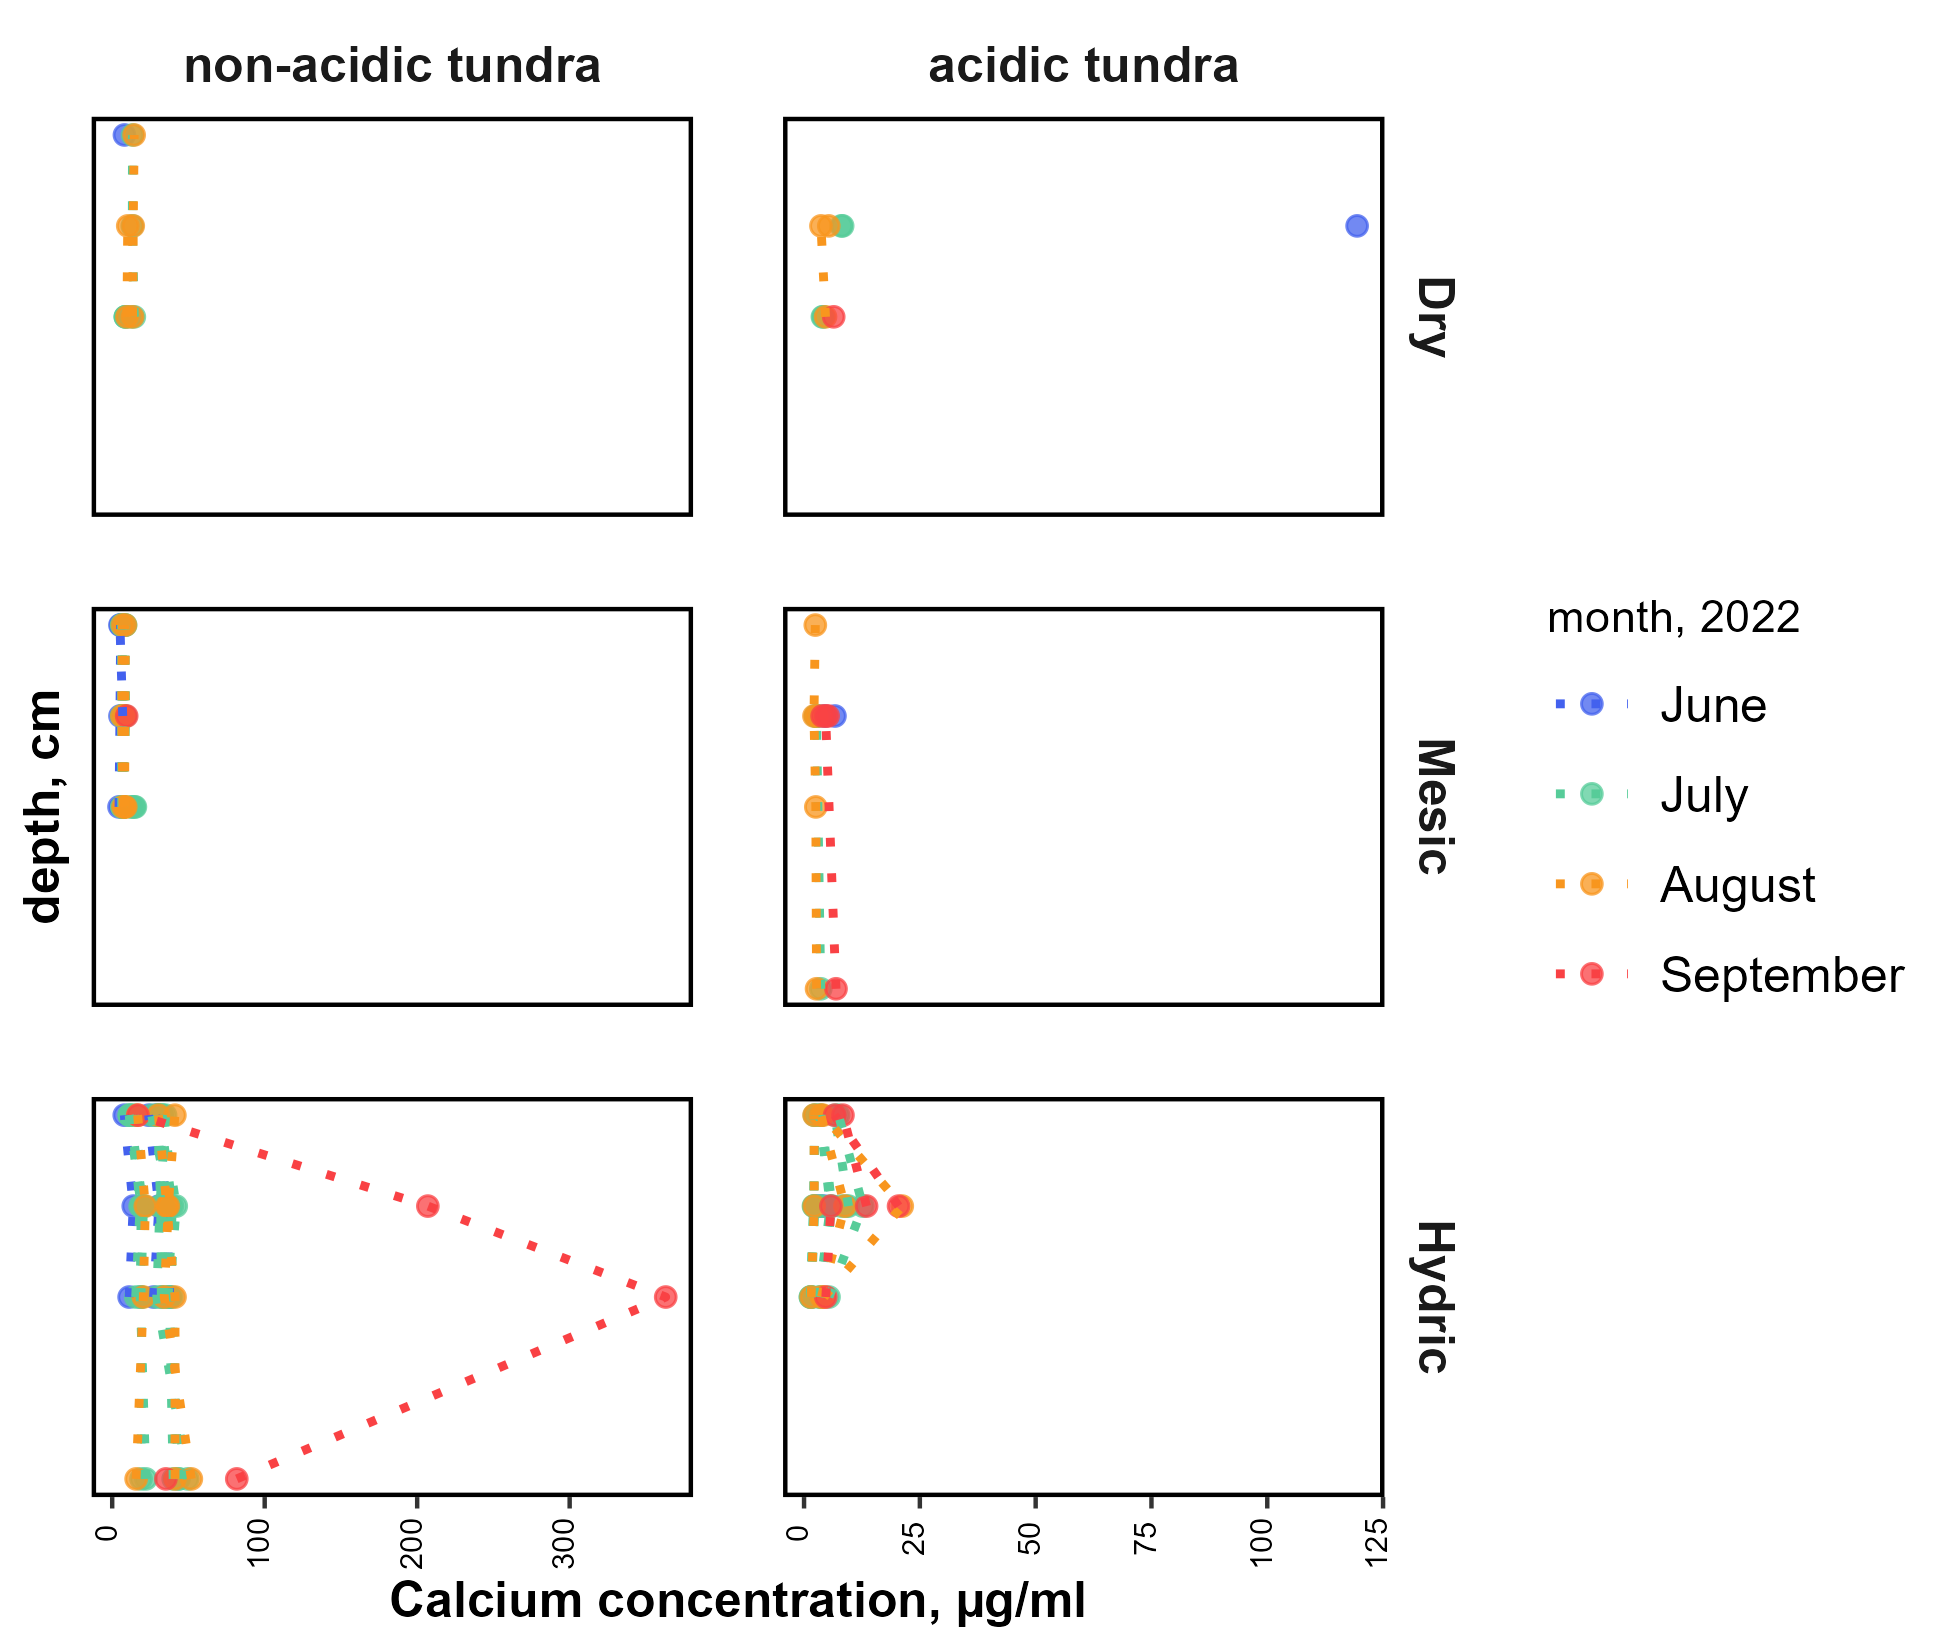 non-acidic tundra
acidic tundra
Dry
Mesic
Hydric
depth, cm
month, 2022
June
July
August
September
0 100 200 300
0 25 50 75 100 125
Calcium concentration, µg/ml